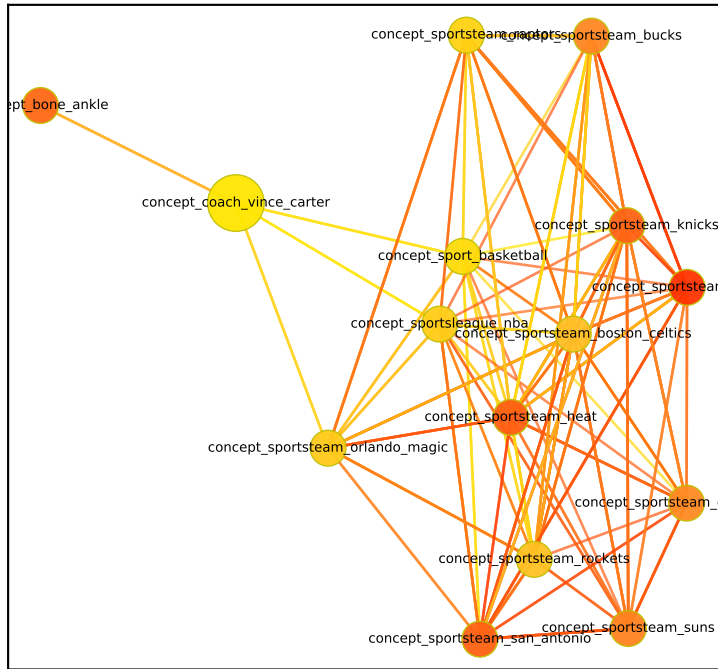 concept_sportsteam_raptors
concept_sportsteam_bucks
ept_bone_ankle
concept_coach_vince_carter
concept_sportsteam_knicks
concept_sport_basketball
concept_sportsteam
concept_sportsleague_nba
concept_sportsteam_boston_celtics
concept_sportsteam_heat
concept_sportsteam_orlando_magic
concept_sportsteam_
concept_sportsteam_rockets
concept_sportsteam_suns
concept_sportsteam_san_antonio